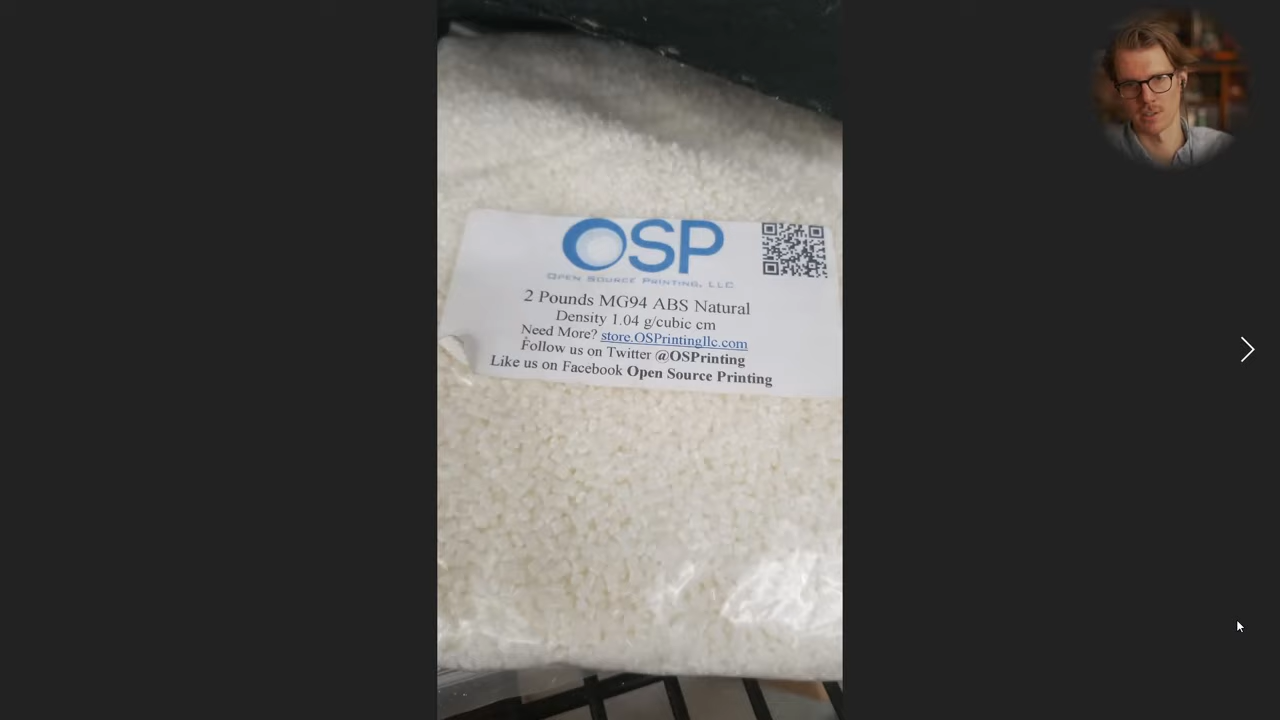 OSP
OPEN SOURCE PRINTING, LLC
2 Pounds MG94 ABS Natural
Density 1.04 g/cubic cm
Need More? store.OSPrintingllc.com
Follow us on Twitter @OSPrinting
Like us on Facebook Open Source Printing